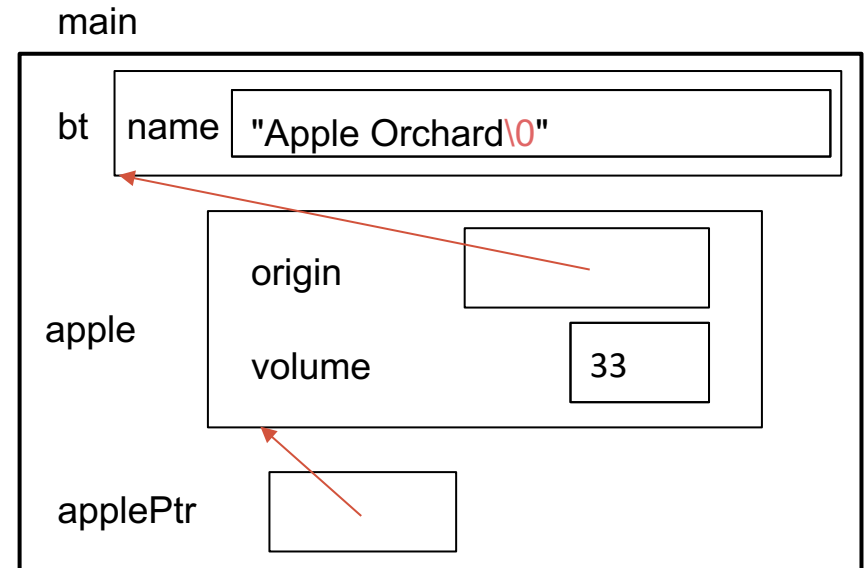 main
bt name "Apple Orchard\0"
origin
apple
volume 33
applePtr